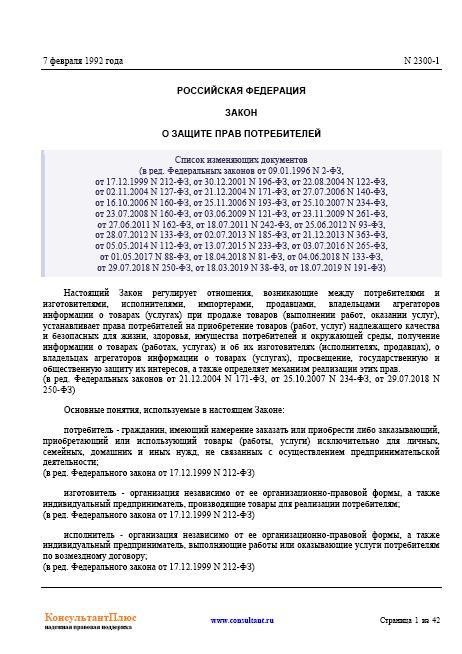 7 февраля 1992 года N 2300-1
РОССИЙСКАЯ ФЕДЕРАЦИЯ
ЗАКОН
О ЗАЩИТЕ ПРАВ ПОТРЕБИТЕЛЕЙ
Список изменяющих документов
(в ред. Федеральных законов от 09.01.1996 N 2-ФЗ,
от 17.12.1999 N 212-ФЗ, от 30.12.2001 N 196-ФЗ, от 22.08.2004 N 122-ФЗ,
от 02.11.2004 N 127-ФЗ, от 21.12.2004 N 171-ФЗ, от 27.07.2006 N 140-ФЗ,
от 16.10.2006 N 160-ФЗ, от 25.11.2006 N 193-ФЗ, от 25.10.2007 N 234-ФЗ,
от 23.07.2008 N 160-ФЗ, от 03.06.2009 N 121-ФЗ, от 23.11.2009 N 261-ФЗ,
от 27.06.2011 N 162-ФЗ, от 18.07.2011 N 242-ФЗ, от 25.06.2012 N 93-ФЗ,
от 28.07.2012 N 133-ФЗ, от 02.07.2013 N 185-ФЗ, от 21.12.2013 N 363-ФЗ,
от 05.05.2014 N 112-ФЗ, от 13.07.2015 N 233-ФЗ, от 03.07.2016 N 265-ФЗ,
от 01.05.2017 N 88-ФЗ, от 18.04.2018 N 81-ФЗ, от 04.06.2018 N 133-ФЗ,
от 29.07.2018 N 250-ФЗ, от 18.03.2019 N 38-ФЗ, от 18.07.2019 N 191-ФЗ)
Настоящий Закон регулирует отношения, возникающие между потребителями и
изготовителями, исполнителями, импортерами, продавцами, владельцами агрегаторов
информации о товарах (услугах) при продаже товаров (выполнении работ, оказании услуг),
устанавливает права потребителей на приобретение товаров (работ, услуг) надлежащего качества
и безопасных для жизни, здоровья, имущества потребителей и окружающей среды, получение
информации о товарах (работах, услугах) и об их изготовителях (исполнителях, продавцах), о
владельцах агрегаторов информации о товарах (услугах), просвещение, государственную и
общественную защиту их интересов, а также определяет механизм реализации этих прав.
(в ред. Федеральных законов от 21.12.2004 N 171-ФЗ, от 25.10.2007 N 234-ФЗ, от 29.07.2018 N
250-ФЗ)
Основные понятия, используемые в настоящем Законе:
потребитель - гражданин, имеющий намерение заказать или приобрести либо заказывающий,
приобретающий или использующий товары (работы, услуги) исключительно для личных,
семейных, домашних и иных нужд, не связанных с осуществлением предпринимательской
деятельности;
(в ред. Федерального закона от 17.12.1999 N 212-ФЗ)
изготовитель - организация независимо от ее организационно-правовой формы, а также
индивидуальный предприниматель, производящие товары для реализации потребителям;
(в ред. Федерального закона от 17.12.1999 N 212-ФЗ)
исполнитель - организация независимо от ее организационно-правовой формы, а также
индивидуальный предприниматель, выполняющие работы или оказывающие услуги потребителям
по возмездному договору;
(в ред. Федерального закона от 17.12.1999 N 212-ФЗ)
КонсультантПлюс
надежная правовая поддержка
www.consultant.ru
Страница 1 из 42